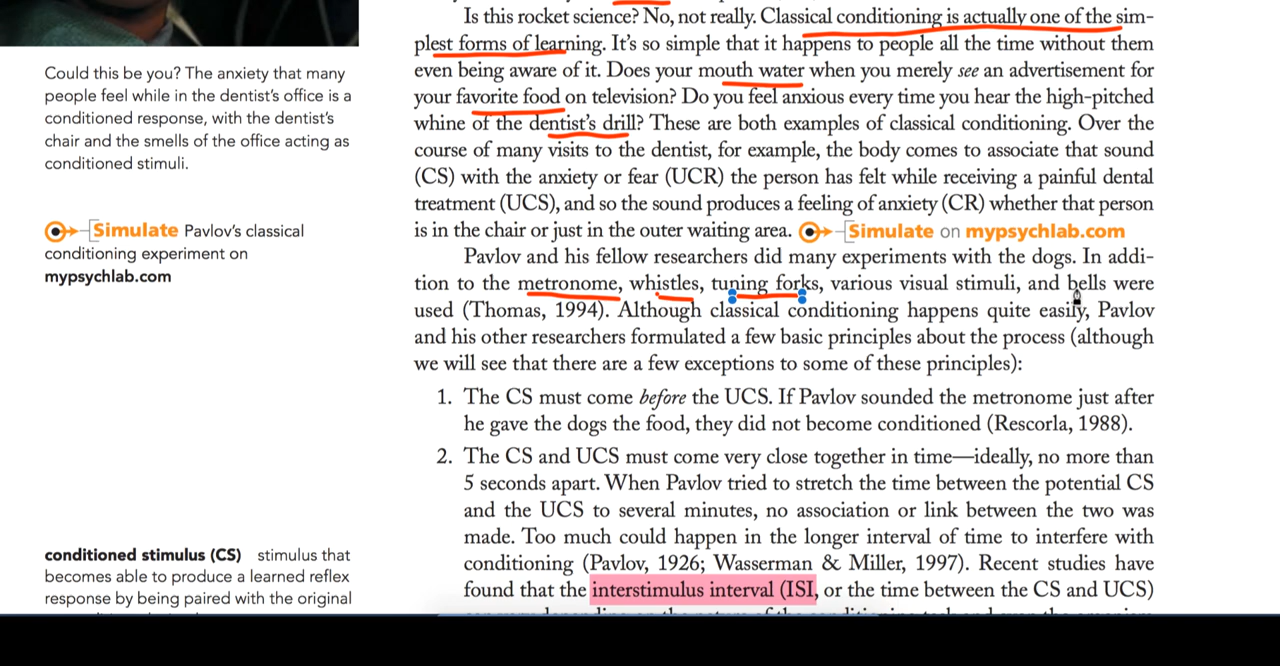 Is this rocket science? No, not really. Classical conditioning is actually one of the sim-
plest forms of learning. It's so simple that it happens to people all the time without them
even being aware of it. Does your mouth water when you merely see an advertisement for
your favorite food on television? Do you feel anxious every time you hear the high-pitched
whine of the dentist's drill? These are both examples of classical conditioning. Over the
course of many visits to the dentist, for example, the body comes to associate that sound
(CS) with the anxiety or fear (UCR) the person has felt while receiving a painful dental
treatment (UCS), and so the sound produces a feeling of anxiety (CR) whether that person
is in the chair or just in the outer waiting area. Simulate on mypsychlab.com
Pavlov and his fellow researchers did many experiments with the dogs. In addi-
tion to the metronome, whistles, tuning forks, various visual stimuli, and bells were
used (Thomas, 1994). Although classical conditioning happens quite easily, Pavlov
and his other researchers formulated a few basic principles about the process (although
we will see that there are a few exceptions to some of these principles):
1. The CS must come before the UCS. If Pavlov sounded the metronome just after
he gave the dogs the food, they did not become conditioned (Rescorla, 1988).
2. The CS and UCS must come very close together in time—ideally, no more than
5 seconds apart. When Pavlov tried to stretch the time between the potential CS
and the UCS to several minutes, no association or link between the two was
made. Too much could happen in the longer interval of time to interfere with
conditioning (Pavlov, 1926; Wasserman & Miller, 1997). Recent studies have
found that the interstimulus interval (ISI, or the time between the CS and UCS)
Could this be you? The anxiety that many
people feel while in the dentist's office is a
conditioned response, with the dentist's
chair and the smells of the office acting as
conditioned stimuli.
Simulate Pavlov's classical
conditioning experiment on
mypsychlab.com
conditioned stimulus (CS) stimulus that
becomes able to produce a learned reflex
response by being paired with the original